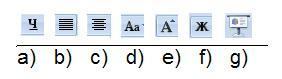 Ч Aa A Ж
a) b) c) d) e) f) g)